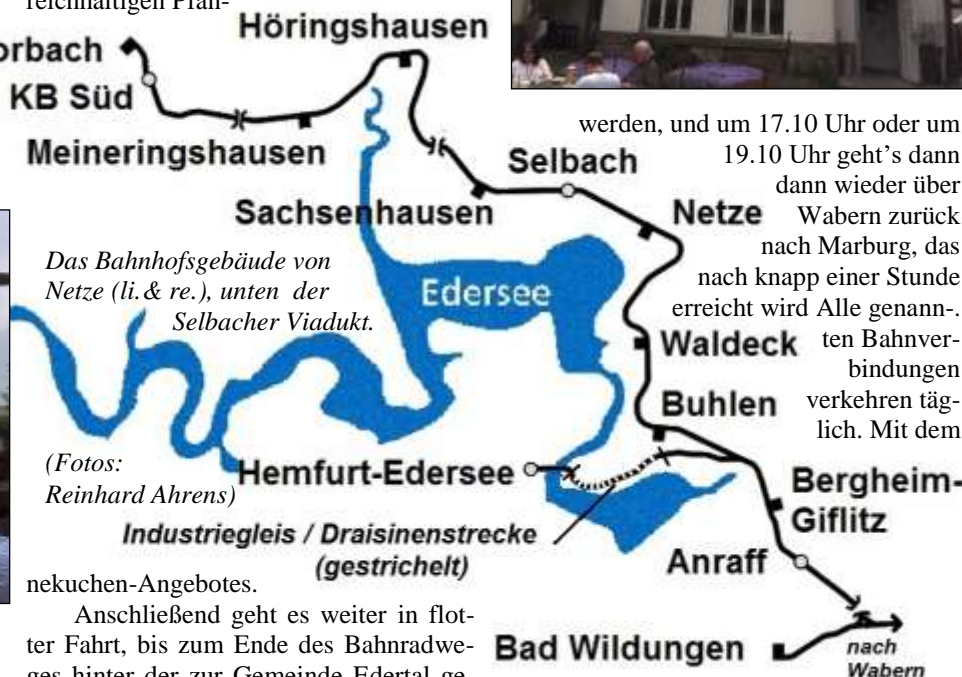 reichhaltigen Pfan-
nekuchen-Angebotes.
Anschließend geht es weiter in flot-
ter Fahrt, bis zum Ende des Bahnradwe-
ges hinter der zur Gemeinde Edertal ge-
Höringshausen
KB Süd
Meineringshausen
Selbach
Sachsenhausen
Netze
Edersee
Waldeck
Buhlen
Hemfurt-Edersee
Bergheim-
Giflitz
Industriegleis / Draisinenstrecke
(gestrichelt)
Anraff
Bad Wildungen
nach
Wabern
Das Bahnhofsgebäude von
Netze (li.& re.), unten der
Selbacher Viadukt.
(Fotos:
Reinhard Ahrens)
werden, und um 17.10 Uhr oder um
19.10 Uhr geht's dann
dann wieder über
Wabern zurück
nach Marburg, das
nach knapp einer Stunde
erreicht wird Alle genann-.
ten Bahnver-
bindungen
verkehren täg-
lich. Mit dem